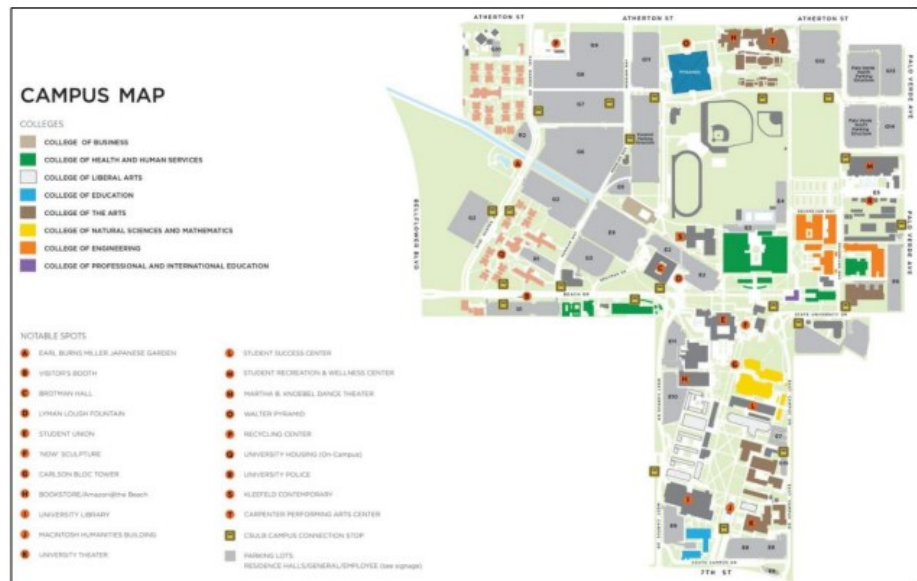 CAMPUS MAP
COLLEGES
COLLEGE OF BUSINESS
COLLEGE OF HEALTH AND HUMAN SERVICES
COLLEGE OF LIBERAL ARTS
COLLEGE OF EDUCATION
COLLEGE OF THE ARTS
COLLEGE OF NATURAL SCIENCES AND MATHEMATICS
COLLEGE OF ENGINEERING
COLLEGE OF PROFESSIONAL AND INTERNATIONAL EDUCATION
NOTABLE SPOTS
A EARL BURNS MILLER JAPANESE GARDEN
B VISITOR'S BOOTH
C BROTMAN HALL
D LYMAN LOUGH FOUNTAIN
E STUDENT UNION
F 'NOW' SCULPTURE
G CARLSON BLOC TOWER
H BOOKSTORE/Amazon@the Beach
I UNIVERSITY LIBRARY
J MACINTOSH HUMANITIES BUILDING
K UNIVERSITY THEATER
L STUDENT SUCCESS CENTER
M STUDENT RECREATION & WELLNESS CENTER
MARTHA B. KNOEBEL DANCE THEATER
O WALTER PYRAMID
P RECYCLING CENTER
Q UNIVERSITY HOUSING (On-Campus)
UNIVERSITY POLICE
S KLEEFELD CONTEMPORARY
T CARPENTER PERFORMING ARTS CENTER
CSULB CAMPUS CONNECTION STOP
PARKING LOTS:
RESIDENCE HALLS/GENERAL/EMPLOYEE (see signage)
ATHERTON ST
ATHERTON ST
ATHERTON ST
PALO VERDE AVE
PYRAMID
G7
G6
BELLFLOWER BLVD
PALO VERDE AVE
BEACH DR
STATE UNIVERSITY DR
7TH ST